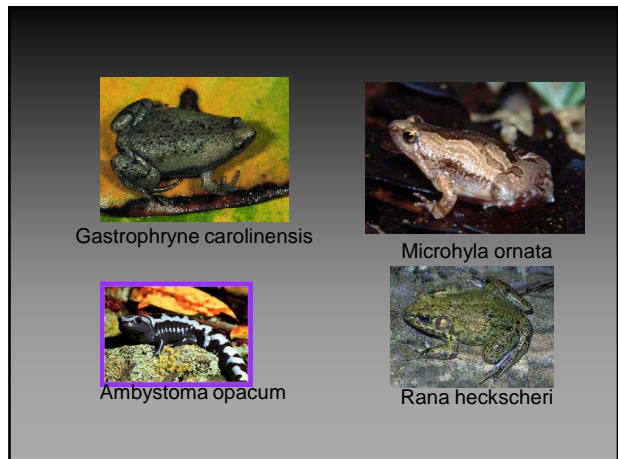 Gastrophryne carolinensis
Microhyla ornata
Ambystoma opacum
Rana heckscheri